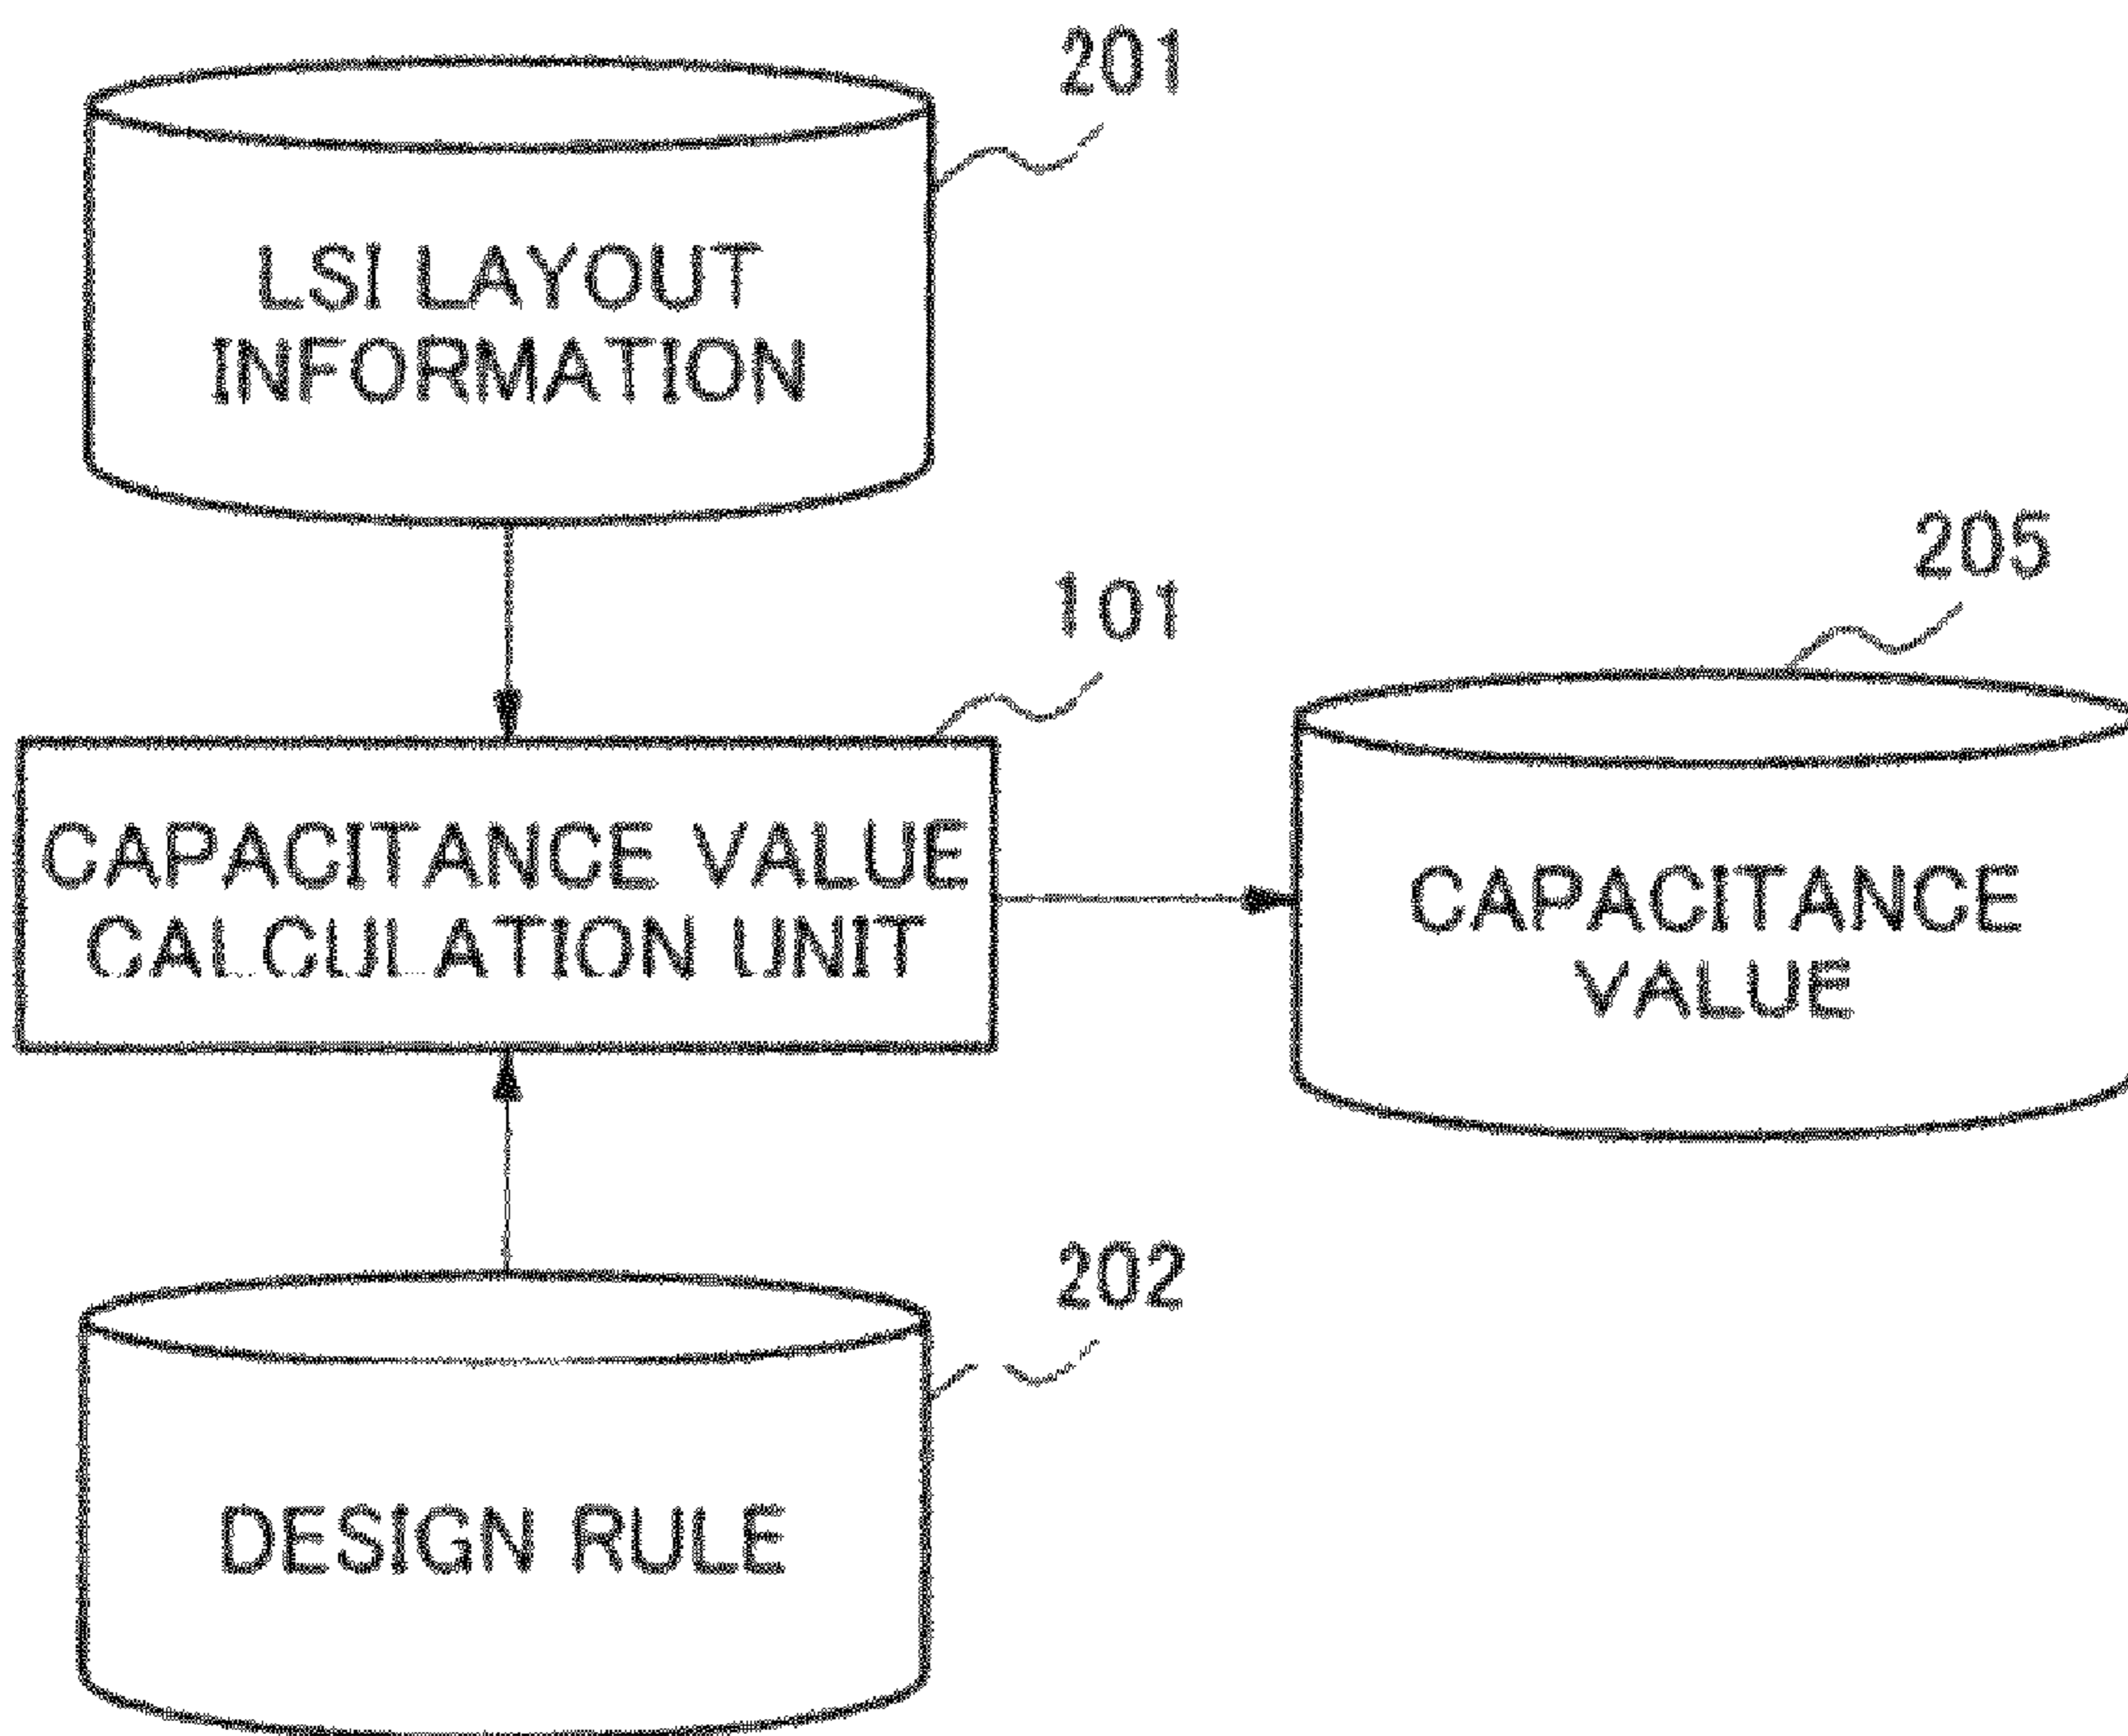 201
LSI LAYOUT
INFORMATION
205
101
CAPACITANCE VALUE
CALCULATION UNIT
CAPACITANCE
VALUE
202
DESIGN RULE